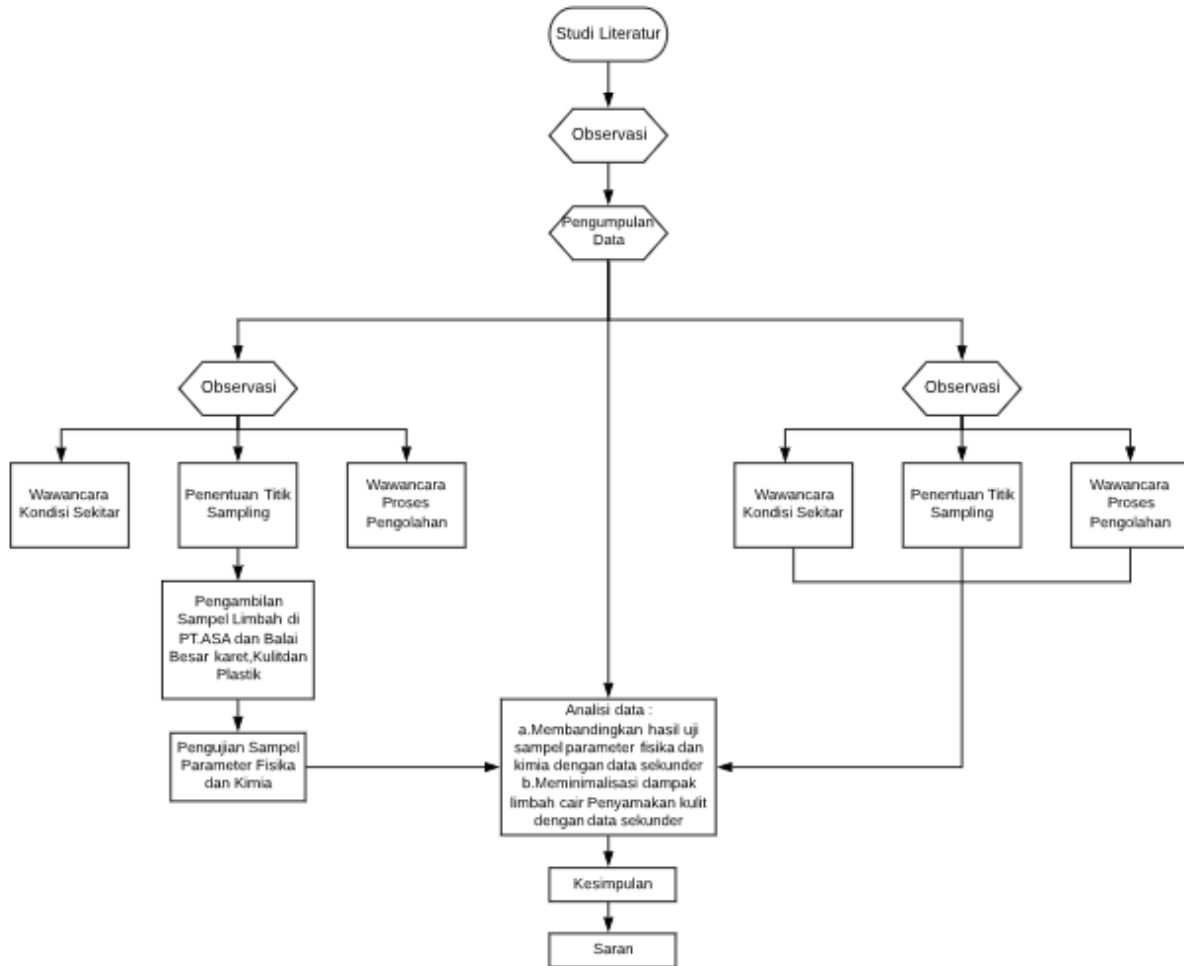 Studi Literatur
Observasi
Pengumpulan
Data
Observasi
Observasi
Wawancara
Kondisi Sekitar
Penentuan Titik
Sampling
Wawancara
Proses
Pengolahan
Wawancara
Kondisi Sekitar
Penentuan Titik
Sampling
Wawancara
Proses
Pengolahan
Pengambilan
Sampel Limbah di
PT.ASA dan Balai
Besar karet,Kulitdan
Plastik
Pengujian Sampel
Parameter Fisika
dan Kimia
Analisi data :
a.Membandingkan hasil uji
sampel parameter fisika dan
kimia dengan data sekunder
b.Meminimalisasi dampak
limbah cair Penyamakan kulit
dengan data sekunder
Kesimpulan
Saran